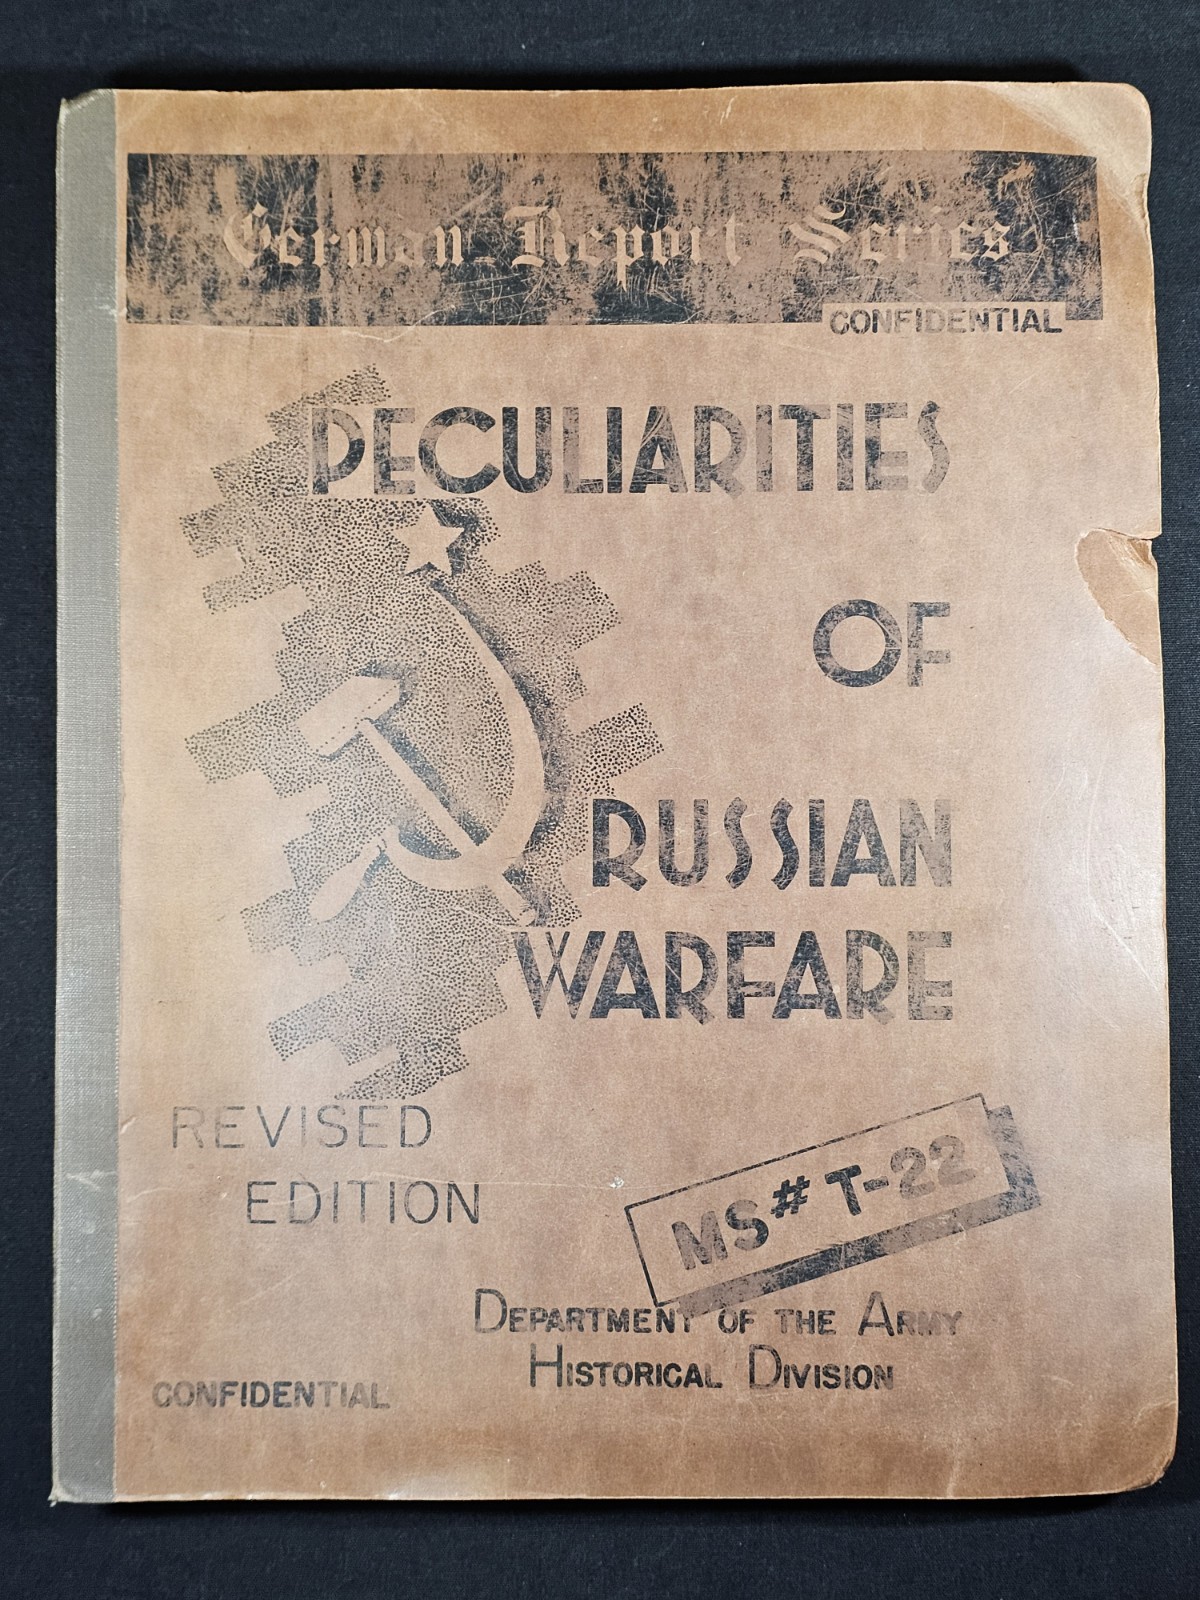 German Report Series
CONFIDENTIAL
PECULIARITIES
OF
RUSSIAN
WARFARE
REVISED
EDITION
MS# T-22
DEPARTMENT OF THE ARMY
HISTORICAL DIVISION
CONFIDENTIAL